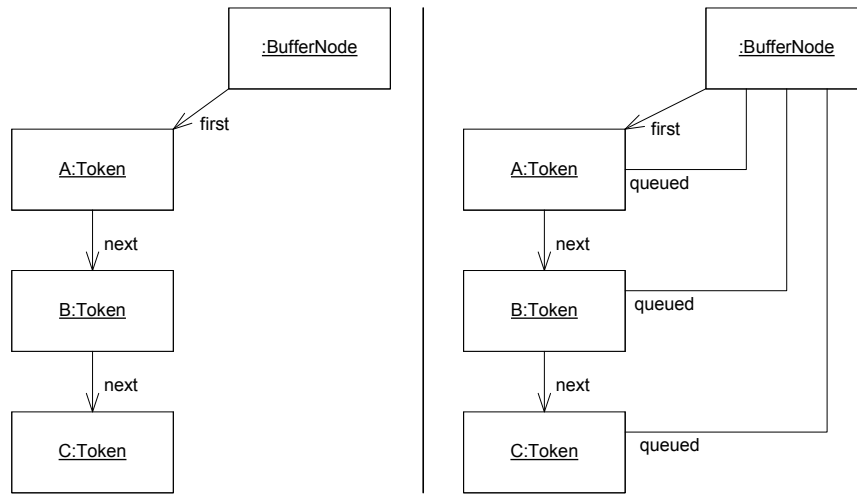 :BufferNode
first
A:Token
next
B:Token
next
C:Token
:BufferNode
first
A:Token
queued
next
B:Token
queued
next
C:Token
queued